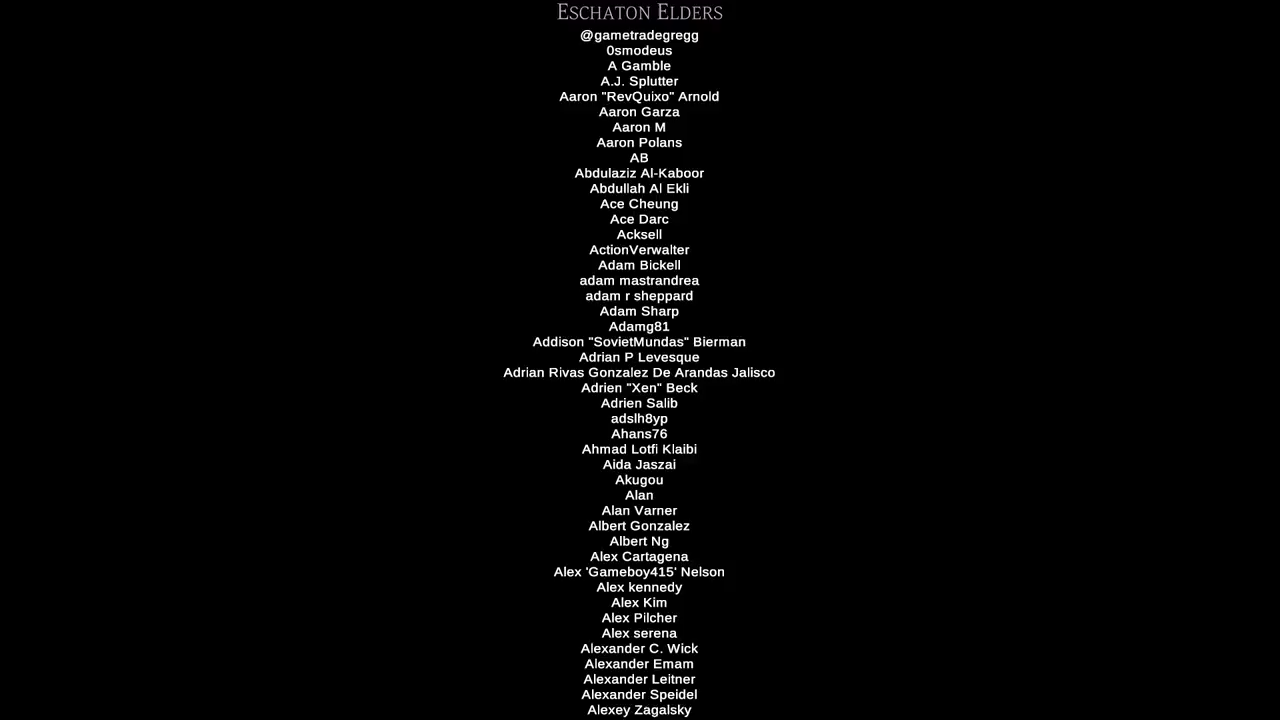 Eschaton Elders
@gametradegregg
0smodeus
A Gamble
A.J. Splutter
Aaron "RevQuixo" Arnold
Aaron Garza
Aaron M
Aaron Polans
AB
Abdulaziz Al-Kaboor
Abdullah Al Ekli
Ace Cheung
Ace Darc
Acksell
ActionVerwalter
Adam Bickell
adam mastrandrea
adam r sheppard
Adam Sharp
Adamg81
Addison "SovietMundas" Bierman
Adrian P Levesque
Adrian Rivas Gonzalez De Arandas Jalisco
Adrien "Xen" Beck
Adrien Salib
adslh8yp
Ahans76
Ahmad Lotfi Klaibi
Aida Jaszai
Akugou
Alan
Alan Varner
Albert Gonzalez
Albert Ng
Alex Cartagena
Alex 'Gameboy415' Nelson
Alex kennedy
Alex Kim
Alex Pilcher
Alex serena
Alexander C. Wick
Alexander Emam
Alexander Leitner
Alexander Speidel
Alexey Zagalsky